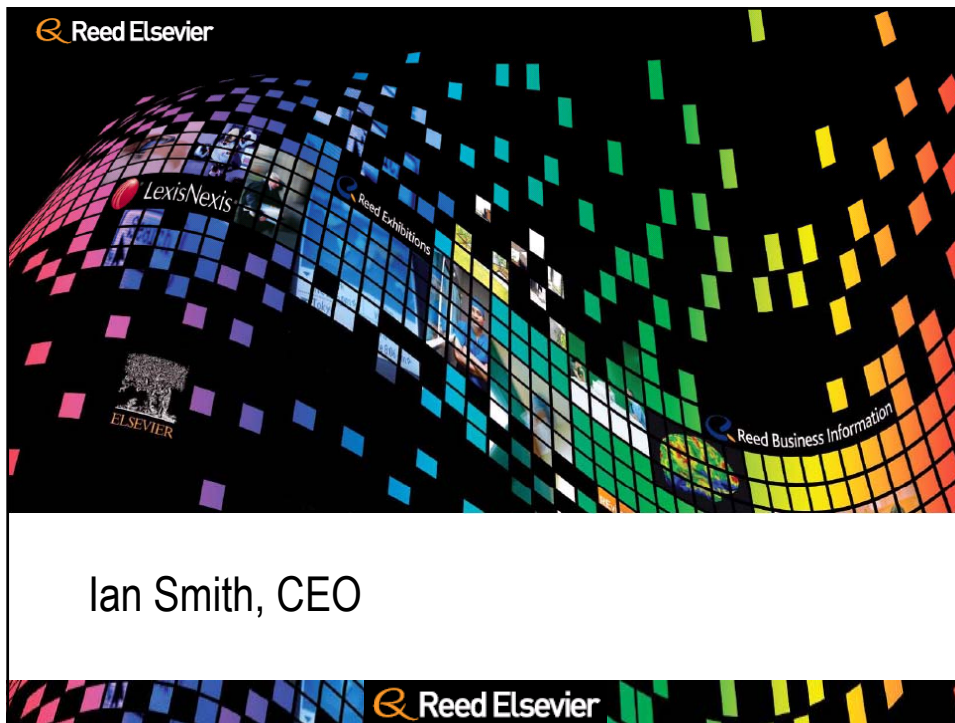 Reed Elsevier
LexisNexis
Reed Exhibitions
ELSEVIER
Reed Business Information
Ian Smith, CEO
Reed Elsevier